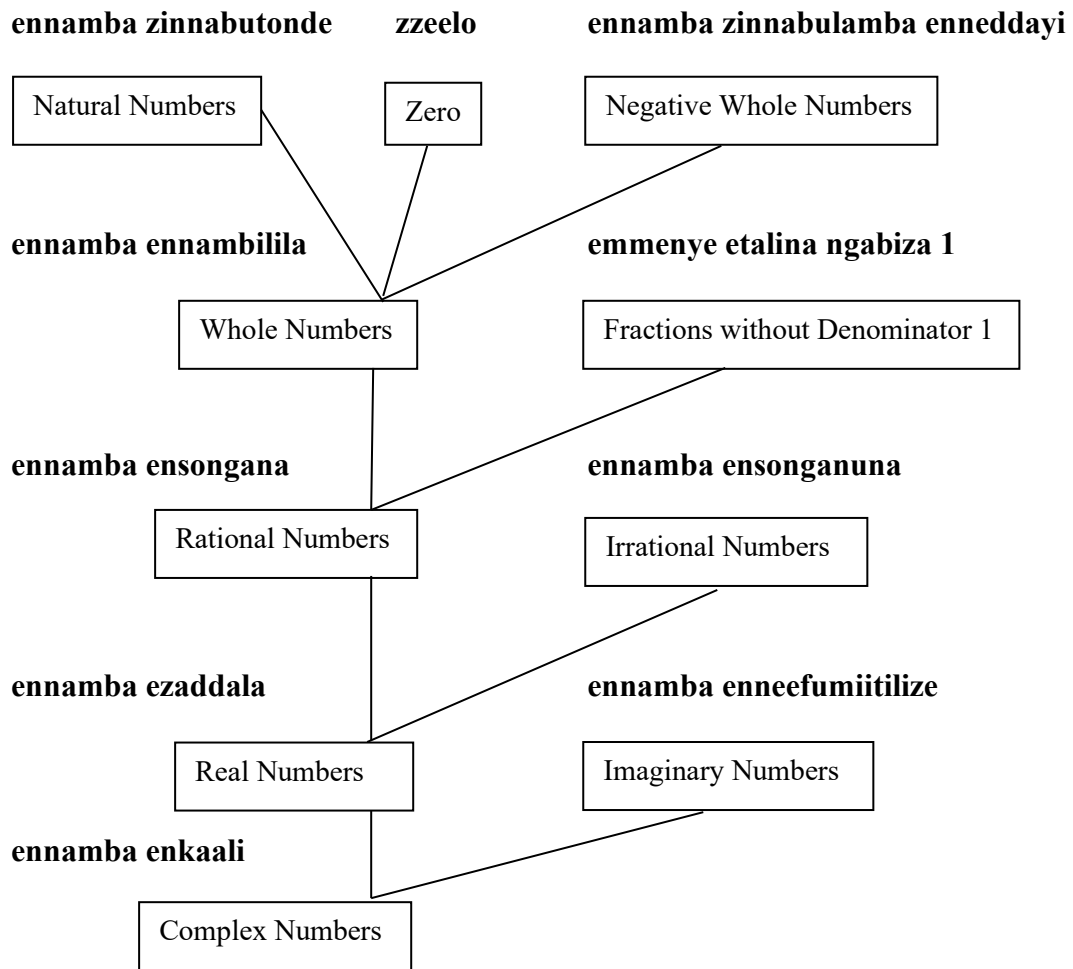 ennamba zinnabutonde zzeelo ennamba zinnabulamba enneddayi
Natural Numbers Zero Negative Whole Numbers
ennamba ennambilila emmenye etalina ngabiza 1
Whole Numbers Fractions without Denominator 1
ennamba ensongana ennamba ensonganuna
Rational Numbers Irrational Numbers
ennamba ezaddala ennamba enneefumiitilize
Real Numbers Imaginary Numbers
ennamba enkaali
Complex Numbers